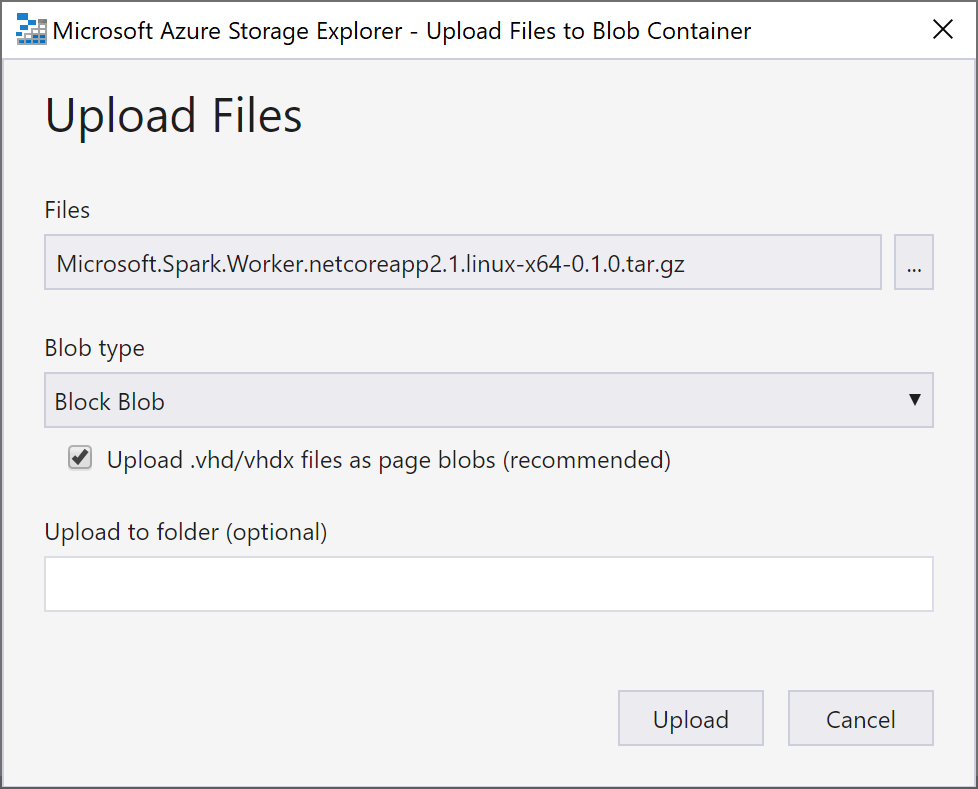 Microsoft Azure Storage Explorer - Upload Files to Blob Container
Upload Files
Files
Microsoft.Spark.Worker.netcoreapp2.1.linux-x64-0.1.0.tar.gz
...
Blob type
Block Blob
Upload .vhd/vhdx files as page blobs (recommended)
Upload to folder (optional)
Upload
Cancel